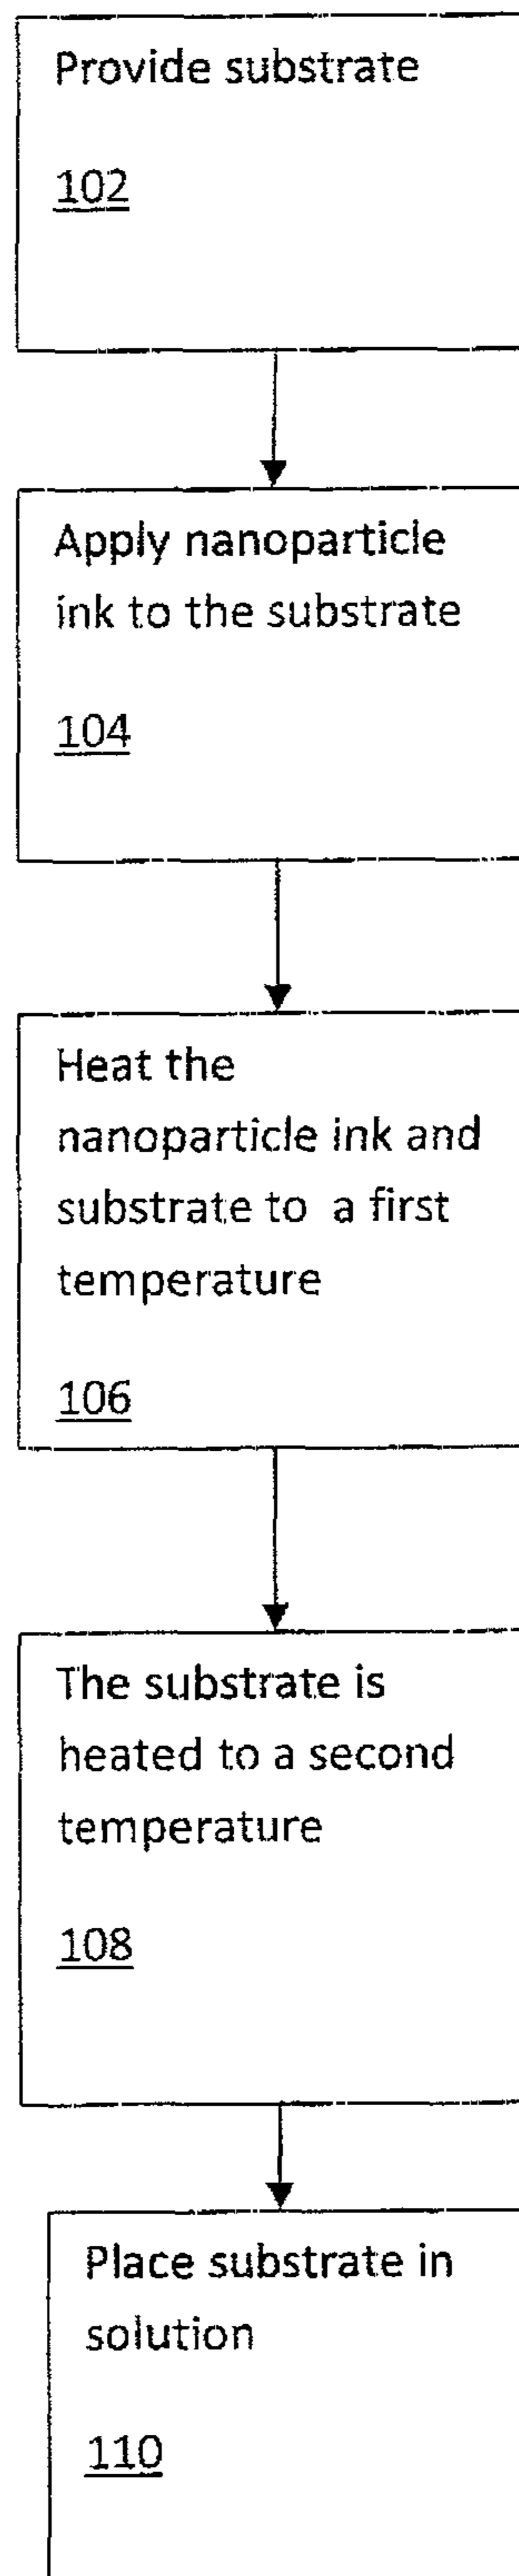 Provide substrate
102
Apply nanoparticle
ink to the substrate
104
Heat the
nanoparticle ink and
substrate to a first
temperature
106
The substrate is
heated to a second
temperature
108
Place substrate in
solution
110